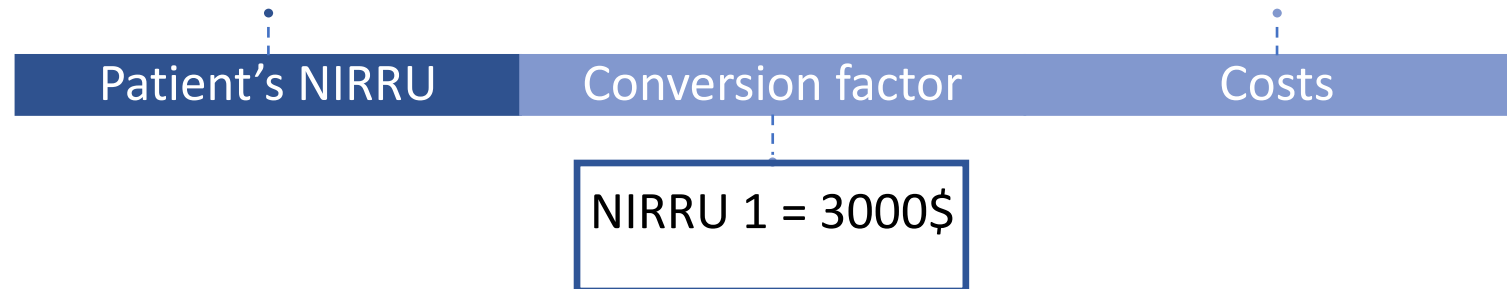 Patient’s NIRRU
Conversion factor
Costs
NIRRU 1 = 3000$